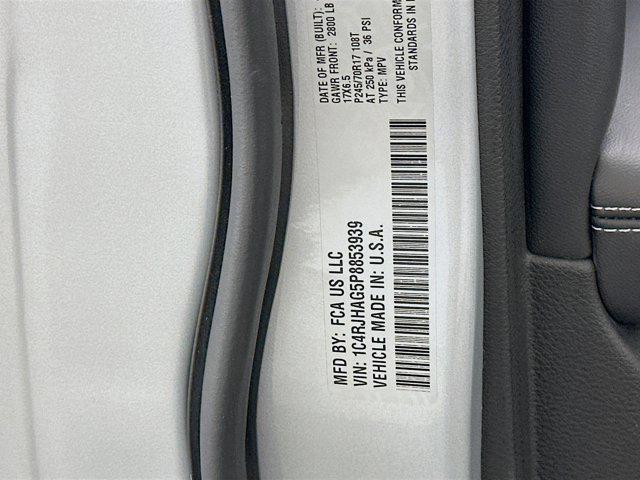 MFD BY: FCA US LLC
VIN: 1C4RJHAG5P8853939
VEHICLE MADE IN: U.S.A.
DATE OF MFR (BUILT):
GAWR FRONT: 2800 LB
17X6.5
P245/70R17 108T
AT 250 kPa / 36 PSI
TYPE: MPV
THIS VEHICLE CONFORM
STANDARDS IN